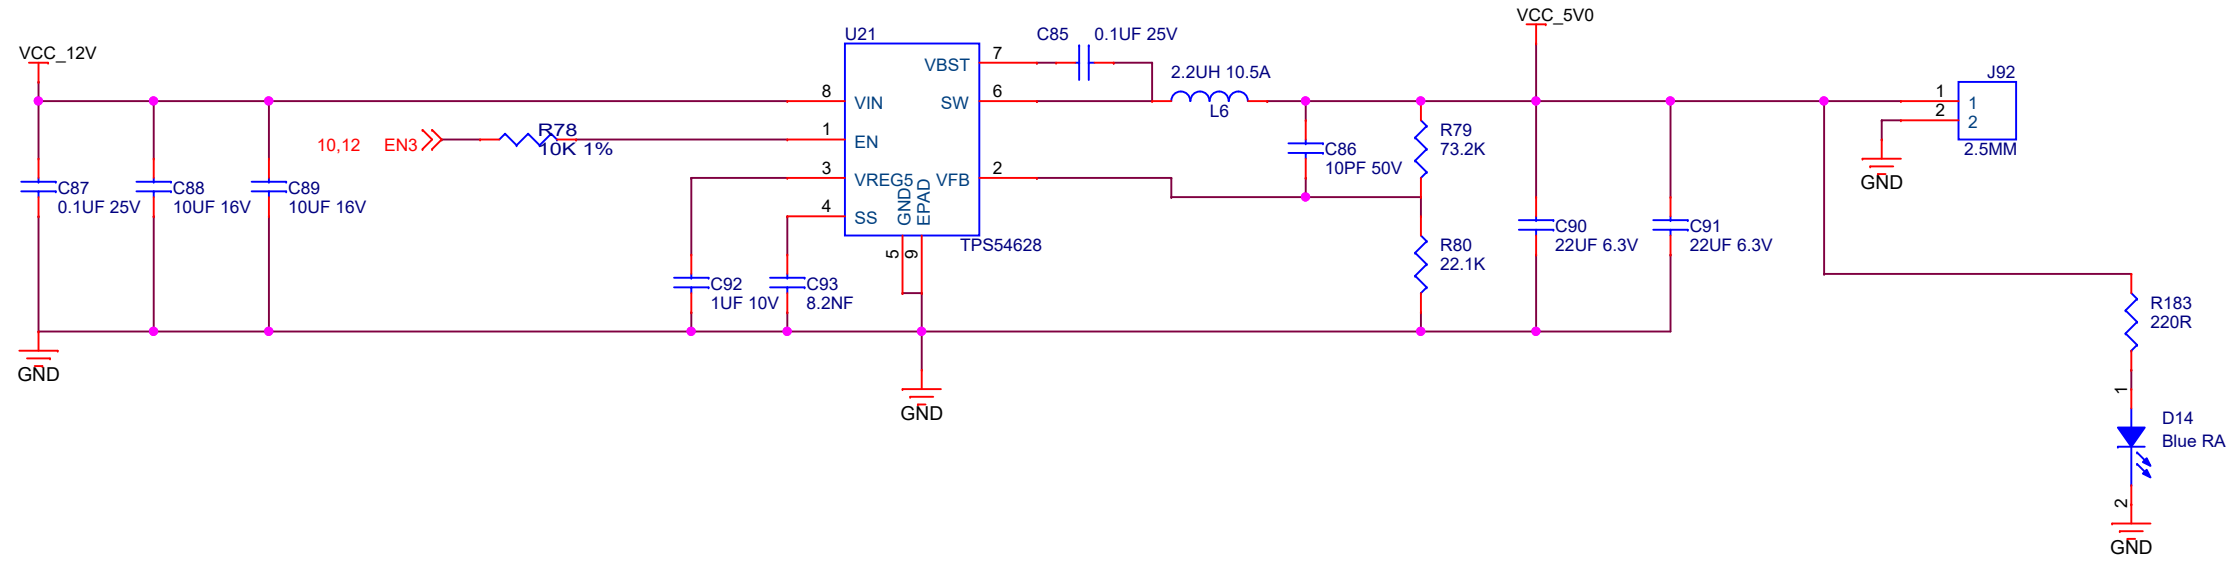 VCC_12V
U21
C85
0.1UF 25V
VCC_5V0
J92
VBST
7
2.2UH 10.5A
8
VIN
SW
6
L6
1
1
2
2
2.5MM
GND
10,12
EN3
R78
10K 1%
1
EN
C86
10PF 50V
R79
73.2K
3
VREG5
VFB
2
4
SS
GND
EPAD
5
9
TPS54628
C87
0.1UF 25V
C88
10UF 16V
C89
10UF 16V
C90
22UF 6.3V
C91
22UF 6.3V
R80
22.1K
C92
1UF 10V
C93
8.2NF
R183
220R
GND
GND
1
D14
Blue RA
2
GND